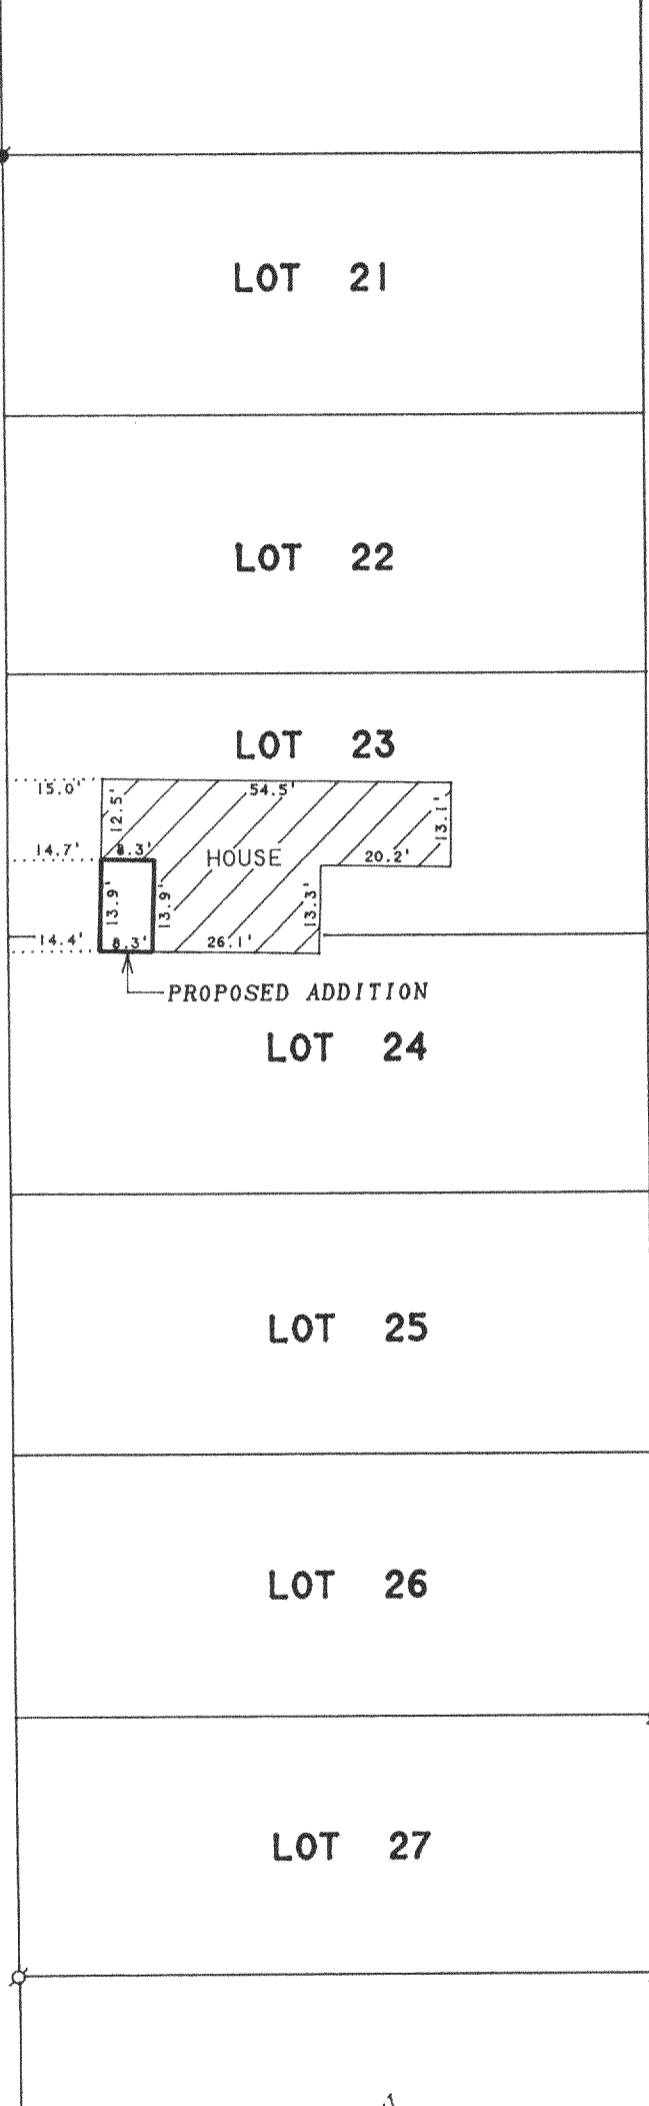 LOT 21
LOT 22
LOT 23
15.0'
54.5'
12.5'
13.1'
14.7'
8.3'
HOUSE
20.2'
13.9'
13.9'
13.3'
14.4'
8.3'
26.1'
PROPOSED ADDITION
LOT 24
LOT 25
LOT 26
LOT 27